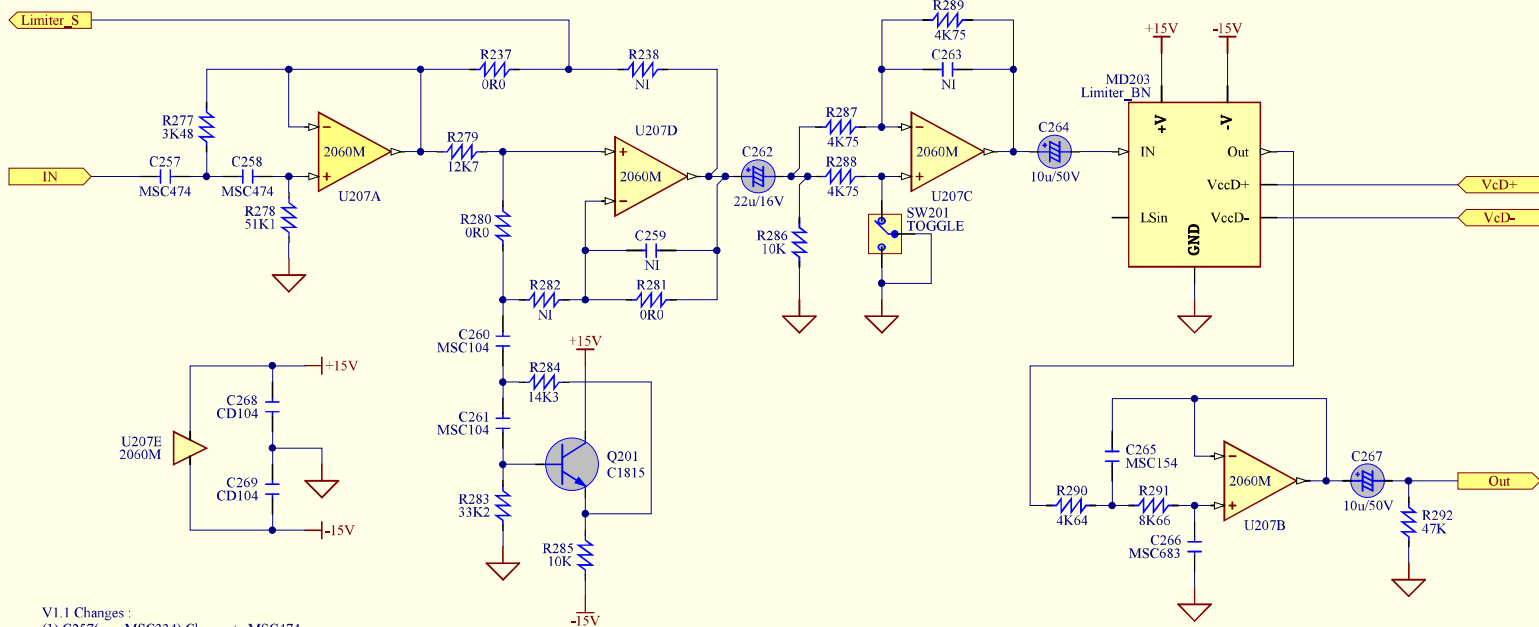 Limiter_S
R237
0R0
R238
NI
R289
4K75
C263
NI
+15V
-15V
MD203
Limiter_BN
+V
-V
IN
Out
VccD+
VccD-
LSin
GND
VcD+
VcD-
R277
3K48
IN
C257
MSC474
C258
MSC474
R278
51K1
2060M
U207A
R279
12K7
R280
0R0
U207D
2060M
C262
22u/16V
R287
4K75
R288
4K75
R286
10K
SW201
TOGGLE
2060M
U207C
C264
10u/50V
C259
NI
R282
NI
R281
0R0
C260
MSC104
+15V
R284
14K3
C261
MSC104
Q201
C1815
R283
33K2
R285
10K
-15V
+15V
C268
CD104
U207E
2060M
C269
CD104
-15V
C265
MSC154
R290
4K64
R291
8K66
C266
MSC683
2060M
U207B
C267
10u/50V
Out
R292
47K
V1.1 Changes :